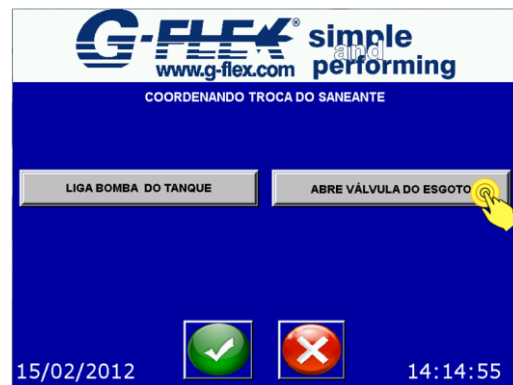 G-FLEX® simple
and
www.g-flex.com performing
COORDENANDO TROCA DO SANEANTE
LIGA BOMBA DO TANQUE ABRE VÁLVULA DO ESGOTO
15/02/2012 14:14:55